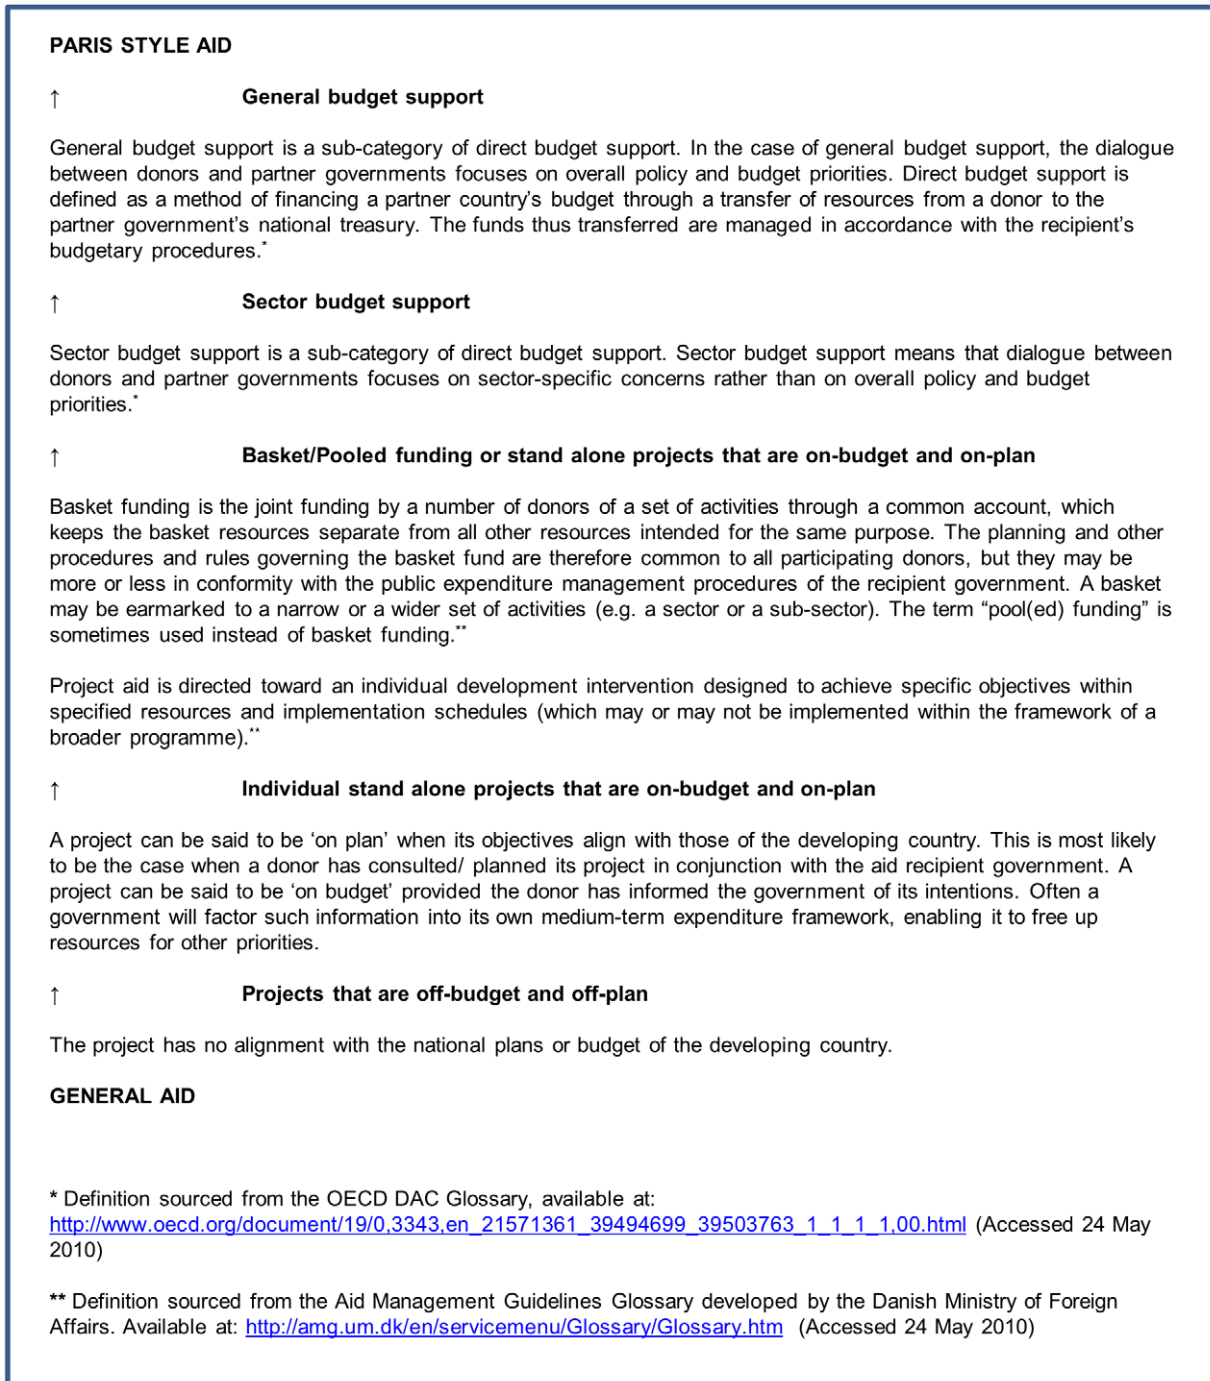 PARIS STYLE AID
↑ General budget support
General budget support is a sub-category of direct budget support. In the case of general budget support, the dialogue
between donors and partner governments focuses on overall policy and budget priorities. Direct budget support is
defined as a method of financing a partner country's budget through a transfer of resources from a donor to the
partner government's national treasury. The funds thus transferred are managed in accordance with the recipient's
budgetary procedures.*
↑ Sector budget support
Sector budget support is a sub-category of direct budget support. Sector budget support means that dialogue between
donors and partner governments focuses on sector-specific concerns rather than on overall policy and budget
priorities.*
↑ Basket/Pooled funding or stand alone projects that are on-budget and on-plan
Basket funding is the joint funding by a number of donors of a set of activities through a common account, which
keeps the basket resources separate from all other resources intended for the same purpose. The planning and other
procedures and rules governing the basket fund are therefore common to all participating donors, but they may be
more or less in conformity with the public expenditure management procedures of the recipient government. A basket
may be earmarked to a narrow or a wider set of activities (e.g. a sector or a sub-sector). The term “pool(ed) funding” is
sometimes used instead of basket funding.**
Project aid is directed toward an individual development intervention designed to achieve specific objectives within
specified resources and implementation schedules (which may or may not be implemented within the framework of a
broader programme).**
↑ Individual stand alone projects that are on-budget and on-plan
A project can be said to be ‘on plan’ when its objectives align with those of the developing country. This is most likely
to be the case when a donor has consulted/ planned its project in conjunction with the aid recipient government. A
project can be said to be ‘on budget’ provided the donor has informed the government of its intentions. Often a
government will factor such information into its own medium-term expenditure framework, enabling it to free up
resources for other priorities.
↑ Projects that are off-budget and off-plan
The project has no alignment with the national plans or budget of the developing country.
GENERAL AID
* Definition sourced from the OECD DAC Glossary, available at:
http://www.oecd.org/document/19/0,3343,en_21571361_39494699_39503763_1_1_1_1,00.html (Accessed 24 May
2010)
** Definition sourced from the Aid Management Guidelines Glossary developed by the Danish Ministry of Foreign
Affairs. Available at: http://amg.um.dk/en/servicemenu/Glossary/Glossary.htm (Accessed 24 May 2010)